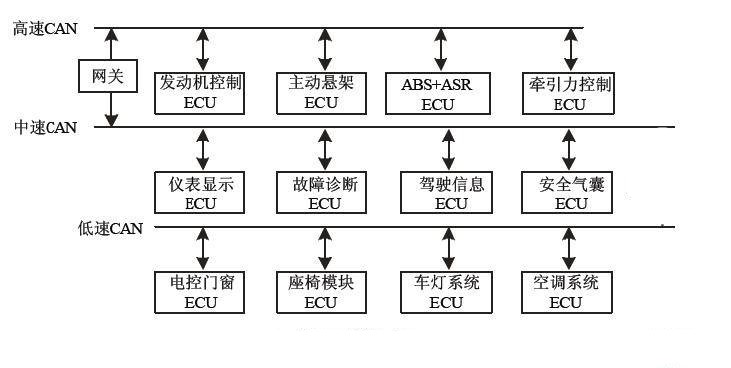 高速CAN
网关
发动机控制
ECU
主动悬架
ECU
ABS+ASR
ECU
牵引力控制
ECU
中速CAN
仪表显示
ECU
故障诊断
ECU
驾驶信息
ECU
安全气囊
ECU
低速CAN
电控门窗
ECU
座椅模块
ECU
车灯系统
ECU
空调系统
ECU